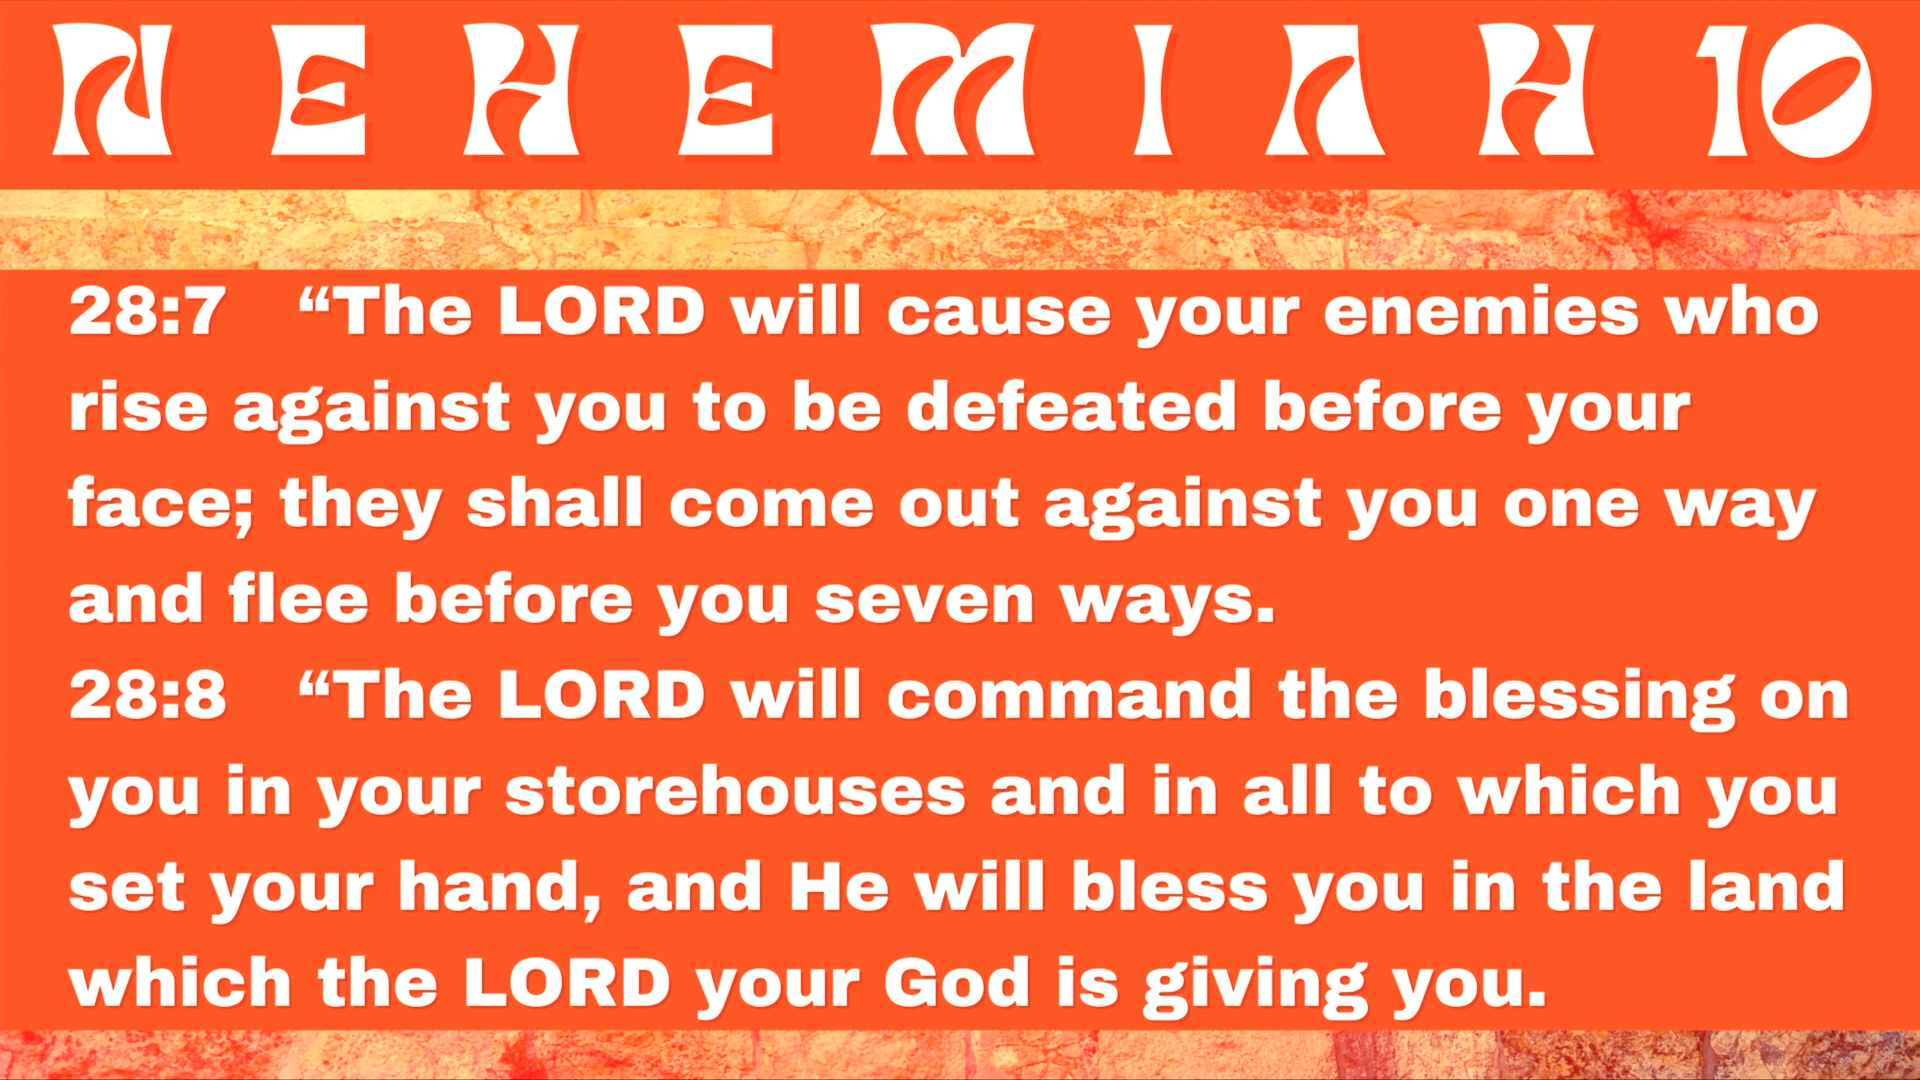 NEHEMIAH 10
28:7 “The LORD will cause your enemies who
rise against you to be defeated before your
face; they shall come out against you one way
and flee before you seven ways.
28:8 “The LORD will command the blessing on
you in your storehouses and in all to which you
set your hand, and He will bless you in the land
which the LORD your God is giving you.